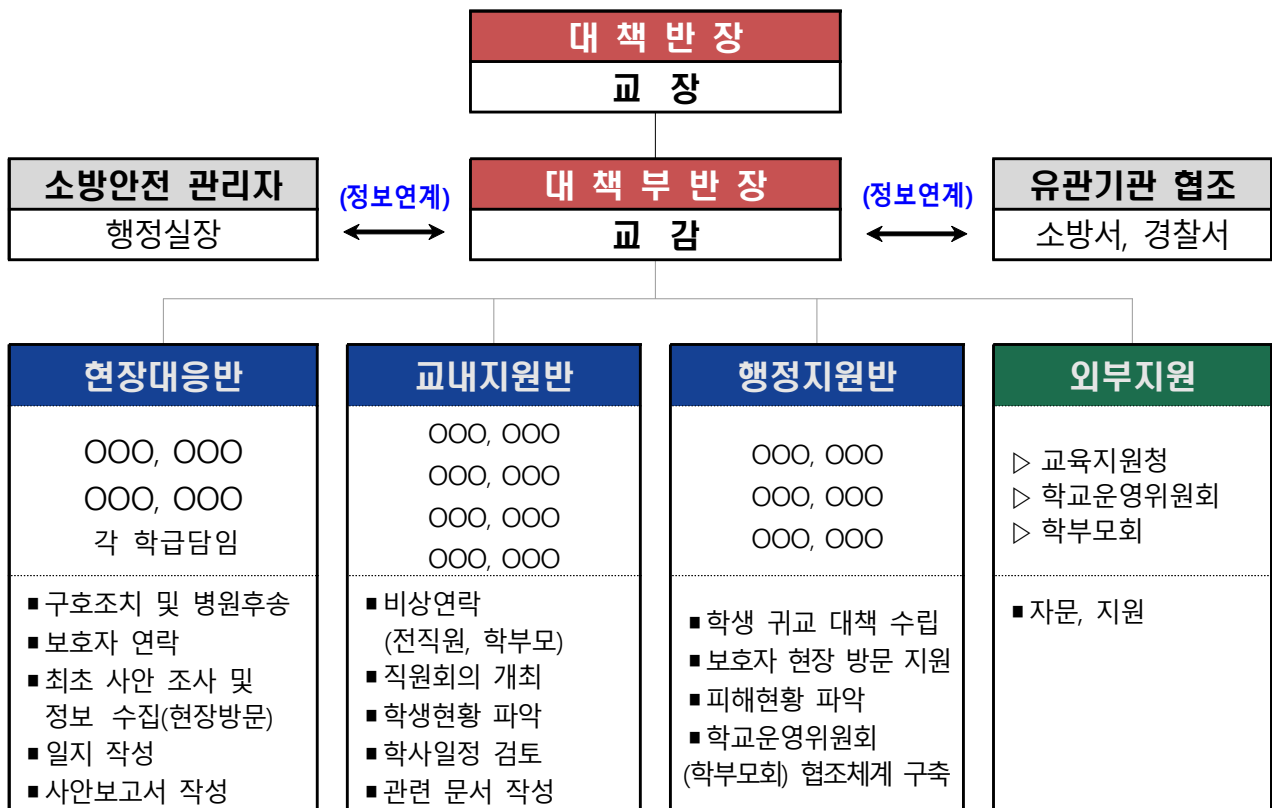 대 책 반 장
교 장
소방안전 관리자
행정실장
(정보연계)
대 책 부 반 장
교 감
(정보연계)
유관기관 협조
소방서, 경찰서
현장대응반
OOO, OOO
OOO, OOO
각 학급담임
■ 구호조치 및 병원후송
■ 보호자 연락
■ 최초 사안 조사 및
정보 수집(현장방문)
■ 일지 작성
■ 사안보고서 작성
교내지원반
OOO, OOO
OOO, OOO
OOO, OOO
OOO, OOO
■ 비상연락
(전직원, 학부모)
■ 직원회의 개최
■ 학생현황 파악
■ 학사일정 검토
■ 관련 문서 작성
행정지원반
OOO, OOO
OOO, OOO
OOO, OOO
■ 학생 귀교 대책 수립
■ 보호자 현장 방문 지원
■ 피해현황 파악
■ 학교운영위원회
(학부모회) 협조체계 구축
외부지원
▷ 교육지원청
▷ 학교운영위원회
▷ 학부모회
■ 자문, 지원